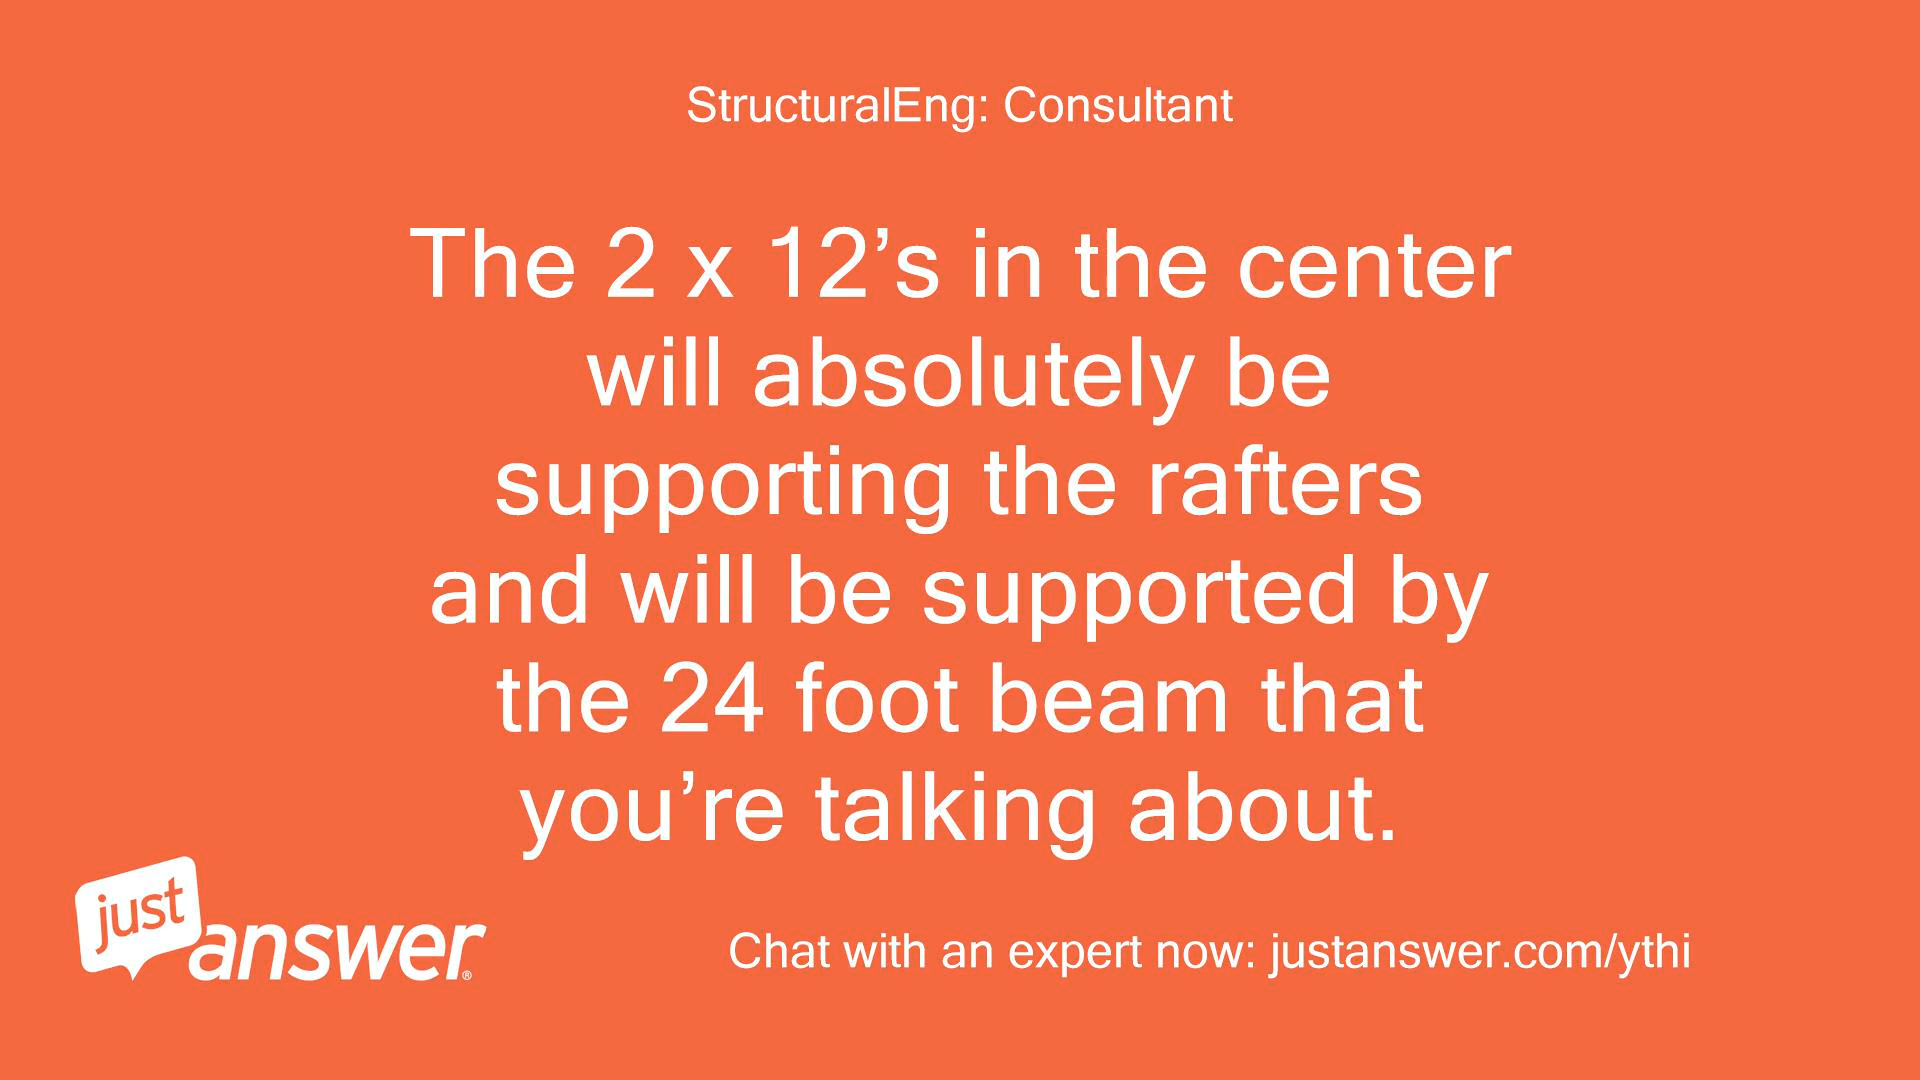 StructuralEng: Consultant
The 2 x 12’s in the center
will absolutely be
supporting the rafters
and will be supported by
the 24 foot beam that
you’re talking about.
just
answer®
Chat with an expert now: justanswer.com/ythi